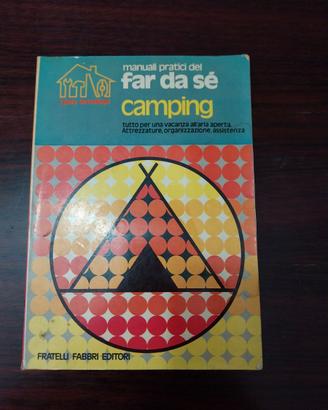 manuali pratici del
far da sé
camping
tutto per una vacanza all'aria aperta.
Attrezzature, organizzazione, assistenza
FRATELLI FABBRI EDITORI